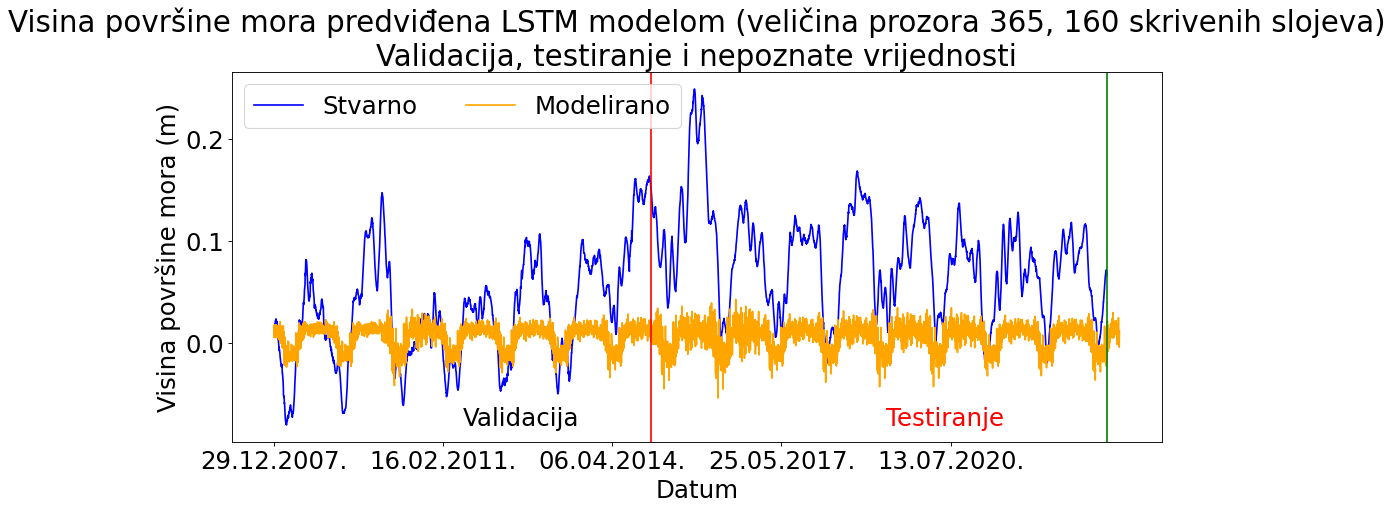 Visina površine mora predviđena LSTM modelom (veličina prozora 365, 160 skrivenih slojeva)
Validacija, testiranje i nepoznate vrijednosti
Stvarno
Modelirano
Visina površine mora (m)
0.2
0.1
0.0
Validacija
Testiranje
29.12.2007.
16.02.2011.
06.04.2014.
25.05.2017.
13.07.2020.
Datum